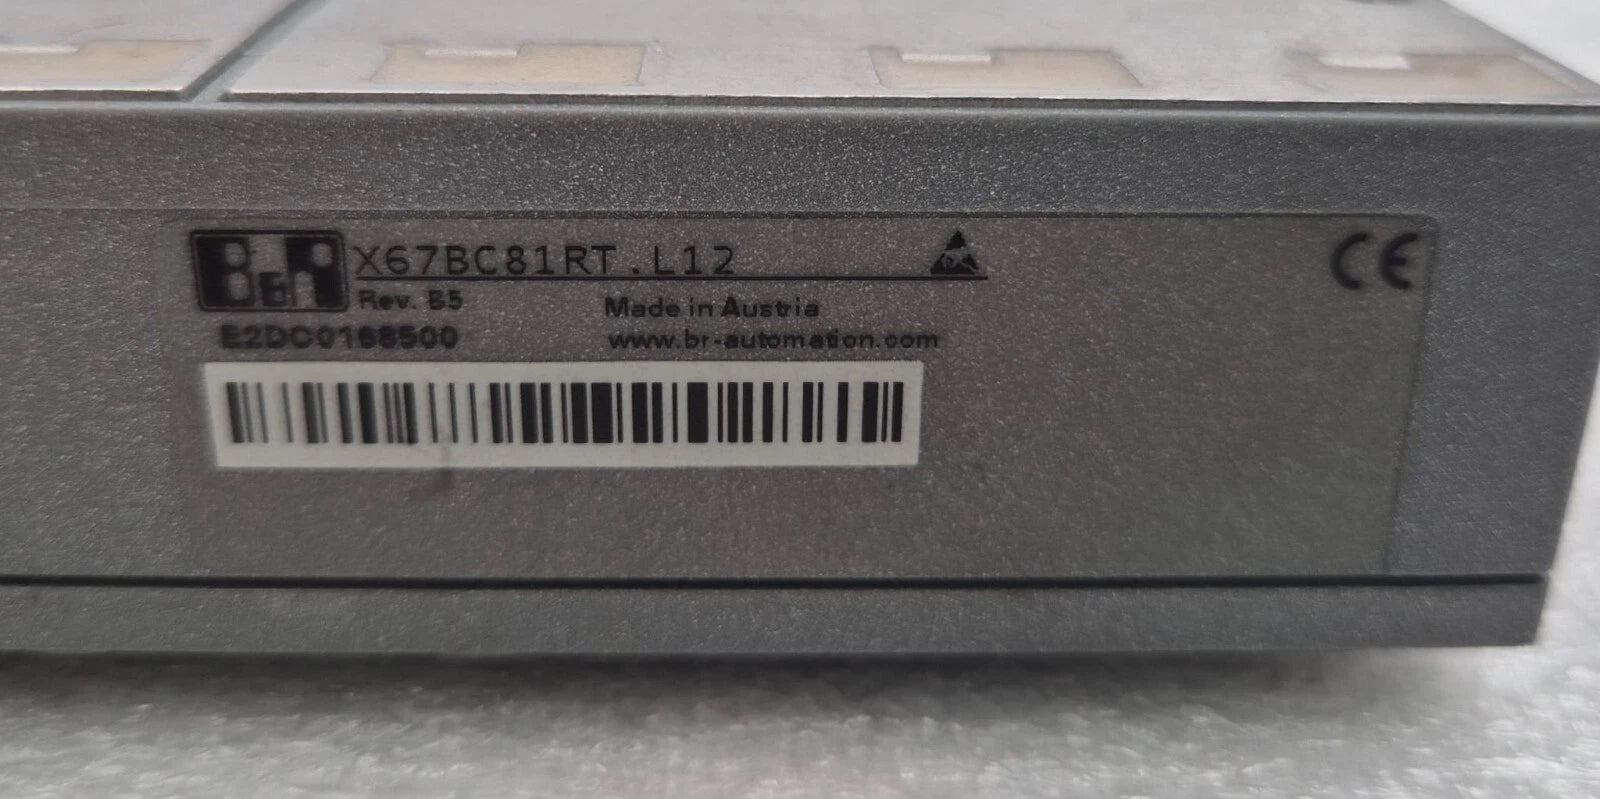 B&R X67BC81RT.L12
Rev. B5
Made in Austria
E2DC0168500
www.br-automation.com
CE